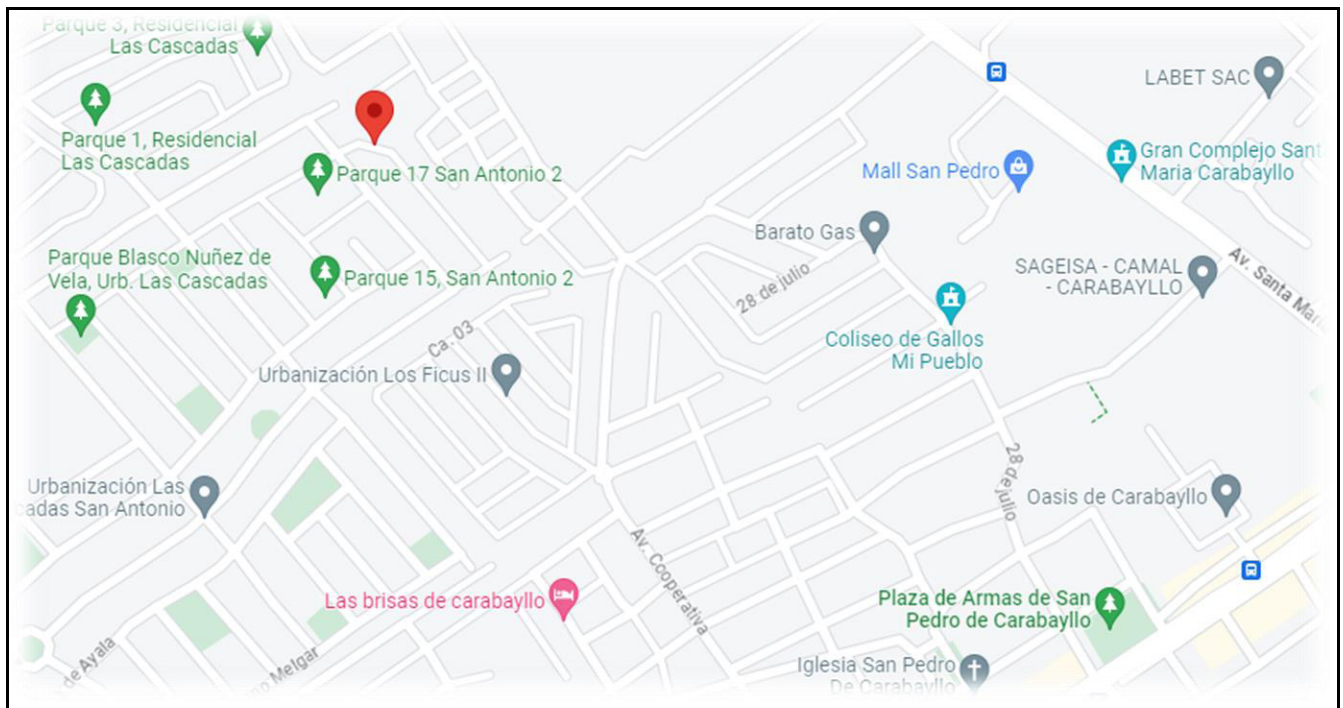 Parque 3, Residencial
Las Cascadas
LABET SAC
Parque 1, Residencial
Las Cascadas
Gran Complejo Sant
Maria Carabayllo
Mall San Pedro
Parque 17 San Antonio 2
Barato Gas
Parque Blasco Nuñez de
Vela, Urb. Las Cascadas
Parque 15, San Antonio 2
28 de julio
SAGEISA - CAMAL
- CARABAYLLO
Av. Santa Mari
Ca. 03
Coliseo de Gallos
Mi Pueblo
Urbanización Los Ficus II
28 de julio
Urbanización Las
cadas San Antonio
Oasis de Carabayllo
Av. Cooperativa
Las brisas de carabayllo
Plaza de Armas de San
Pedro de Carabayllo
de Ayala
no Melgar
Iglesia San Pedro
De Carabayllo